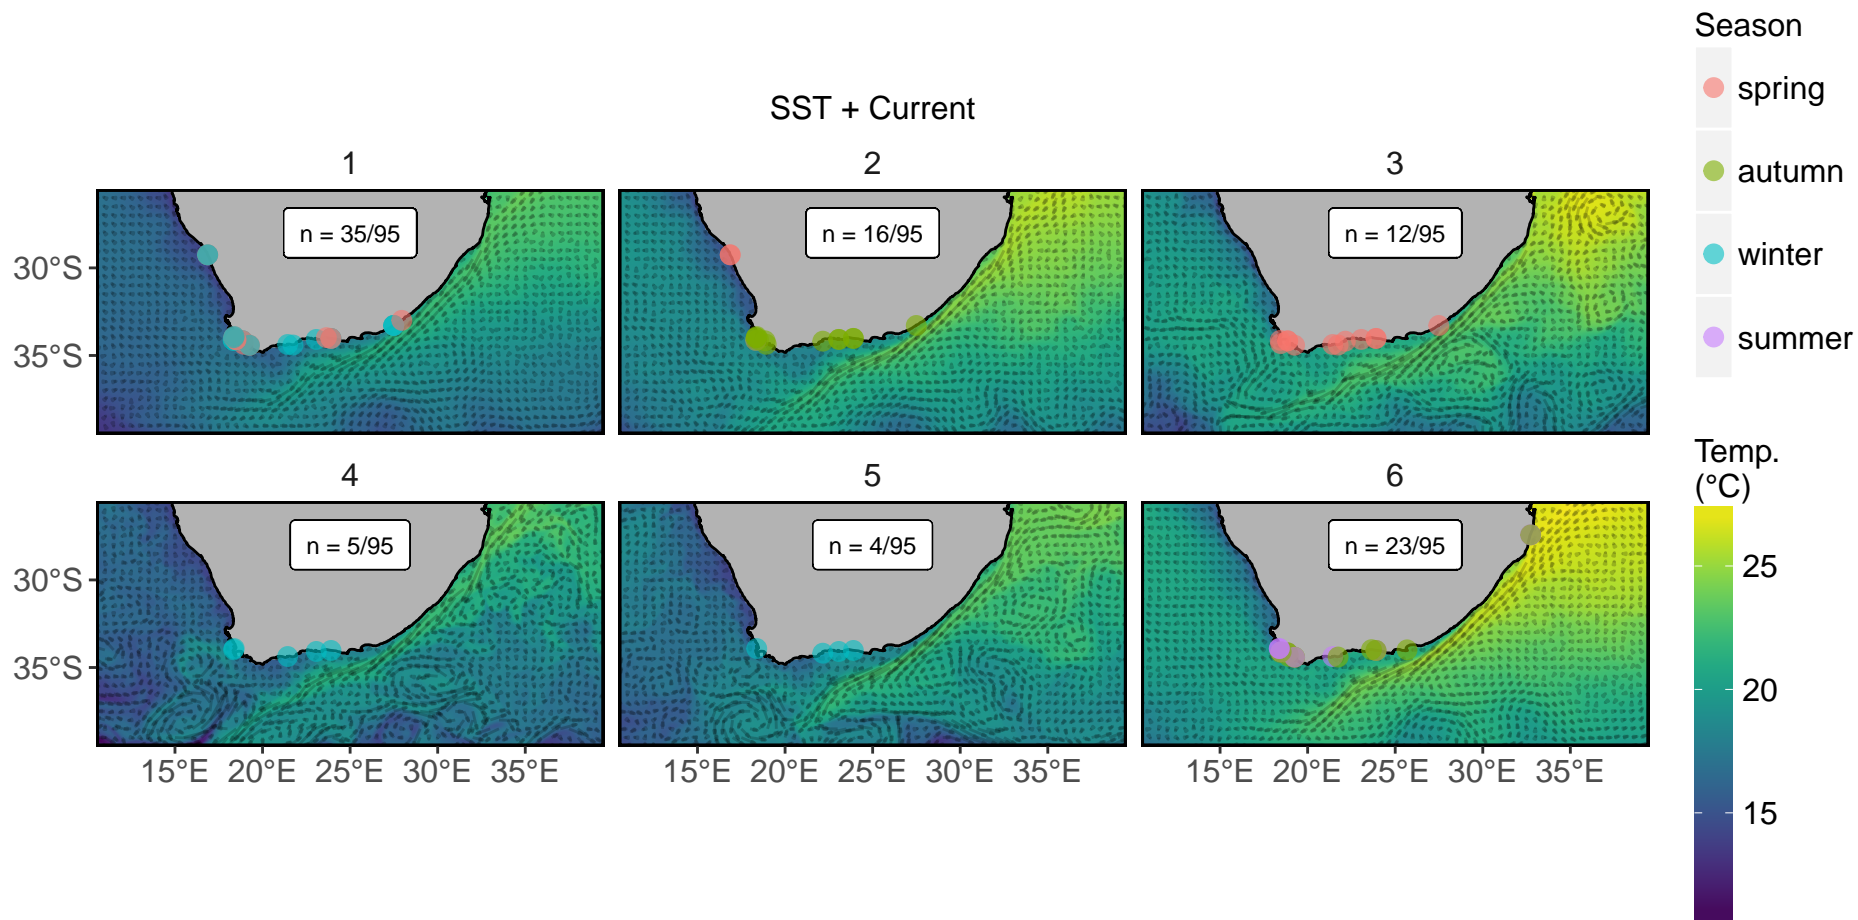 SST + Current
1
2
3
n = 35/95
n = 16/95
n = 12/95
30°S
35°S
4
5
6
n = 5/95
n = 4/95
n = 23/95
30°S
35°S
15°E 20°E 25°E 30°E 35°E
15°E 20°E 25°E 30°E 35°E
15°E 20°E 25°E 30°E 35°E
Season
spring
autumn
winter
summer
Temp.
(°C)
25
20
15